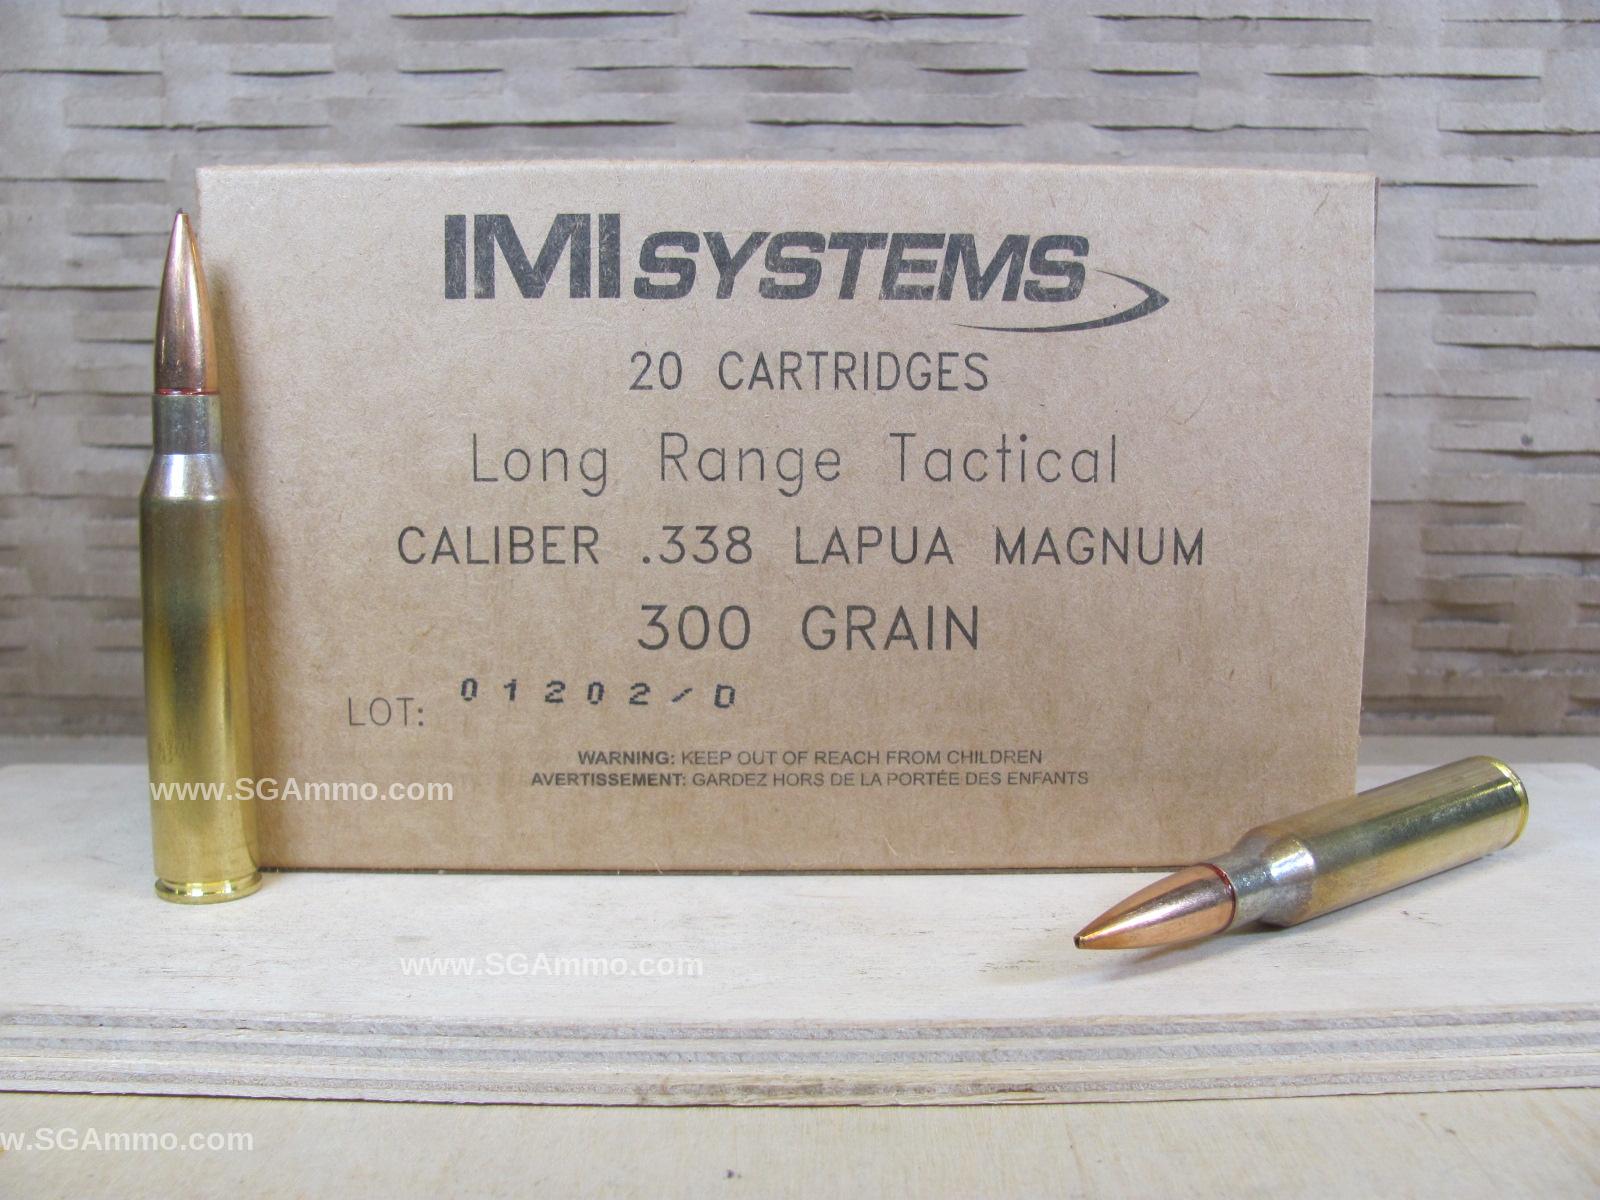 IMI SYSTEMS
20 CARTRIDGES
Long Range Tactical
CALIBER .338 LAPUA MAGNUM
300 GRAIN
LOT: 01202/D
WARNING: KEEP OUT OF REACH FROM CHILDREN
AVERTISSEMENT: GARDEZ HORS DE LA PORTÉE DES ENFANTS
www.SGAmmo.com
www.SGAmmo.com
w.SGAmmo.com